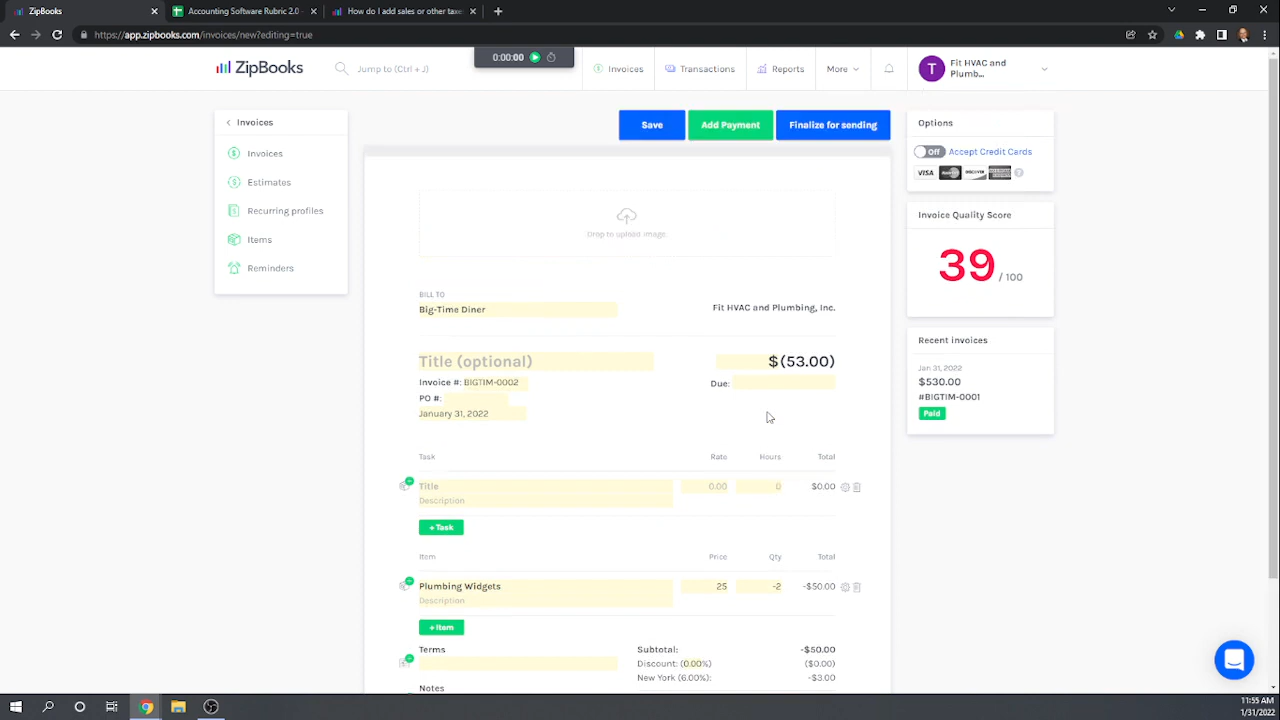 ZipBooks
Accounting Software Rubric 2.0 -
How do I add sales or other taxes
https://app.zipbooks.com/invoices/new?editing=true
ZipBooks
Jump to (Ctrl + J)
0:00:00
Invoices
Transactions
Reports
More
T
Fit HVAC and
Plumb...
Invoices
Invoices
Estimates
Recurring profiles
Items
Reminders
Save
Add Payment
Finalize for sending
Drop to upload image.
BILL TO
Big-Time Diner
Fit HVAC and Plumbing, Inc.
Title (optional)
$(53.00)
Invoice #: BIGTIM-0002
Due:
PO #:
January 31, 2022
Task Rate Hours Total
Title 0.00 0 $0.00
Description
+ Task
Item Price Qty Total
Plumbing Widgets 25 -2 -$50.00
Description
+ Item
Terms
Subtotal: -$50.00
Discount: (0.00%) ($0.00)
New York (6.00%): -$3.00
Notes
Options
Off Accept Credit Cards
VISA DISCOVER
?
Invoice Quality Score
39 / 100
Recent invoices
Jan 31, 2022
$530.00
#BIGTIM-0001
Paid
11:55 AM
1/31/2022